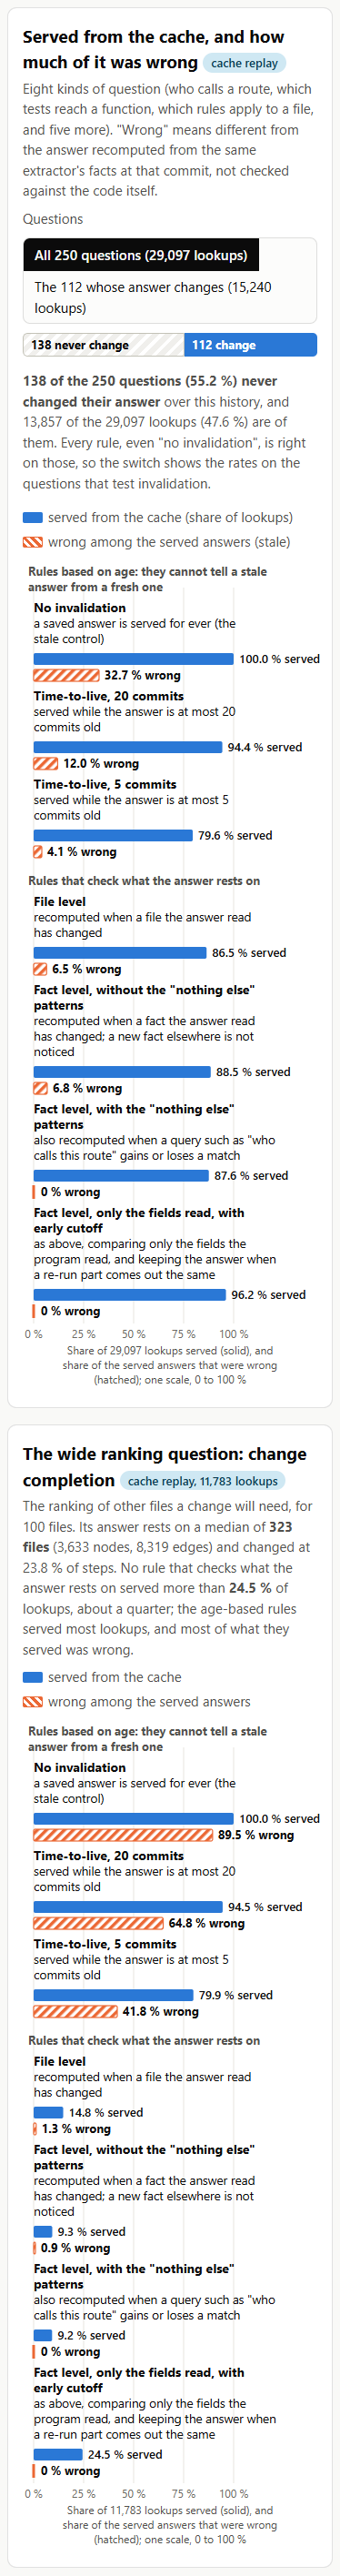 Served from the cache, and how
much of it was wrong cache replay
Eight kinds of question (who calls a route, which
tests reach a function, which rules apply to a file,
and five more). "Wrong" means different from
the answer recomputed from the same
extractor's facts at that commit, not checked
against the code itself.
Questions
All 250 questions (29,097 lookups)
The 112 whose answer changes (15,240
lookups)
138 never change 112 change
138 of the 250 questions (55.2 %) never
changed their answer over this history, and
13,857 of the 29,097 lookups (47.6 %) are of
them. Every rule, even "no invalidation", is right
on those, so the switch shows the rates on the
questions that test invalidation.
served from the cache (share of lookups)
wrong among the served answers (stale)
Rules based on age: they cannot tell a stale
answer from a fresh one
No invalidation
a saved answer is served for ever (the
stale control)
100.0 % served
32.7 % wrong
Time-to-live, 20 commits
served while the answer is at most 20
commits old
94.4 % served
12.0 % wrong
Time-to-live, 5 commits
served while the answer is at most 5
commits old
79.6 % served
4.1 % wrong
Rules that check what the answer rests on
File level
recomputed when a file the answer read
has changed
86.5 % served
6.5 % wrong
Fact level, without the "nothing else"
patterns
recomputed when a fact the answer read
has changed; a new fact elsewhere is not
noticed
88.5 % served
6.8 % wrong
Fact level, with the "nothing else"
patterns
also recomputed when a query such as "who
calls this route" gains or loses a match
87.6 % served
0 % wrong
Fact level, only the fields read, with
early cutoff
as above, comparing only the fields the
program read, and keeping the answer when
a re-run part comes out the same
96.2 % served
0 % wrong
0 % 25 % 50 % 75 % 100 %
Share of 29,097 lookups served (solid), and
share of the served answers that were wrong
(hatched); one scale, 0 to 100 %
The wide ranking question: change
completion cache replay, 11,783 lookups
The ranking of other files a change will need, for
100 files. Its answer rests on a median of 323
files (3,633 nodes, 8,319 edges) and changed at
23.8 % of steps. No rule that checks what the
answer rests on served more than 24.5 % of
lookups, about a quarter; the age-based rules
served most lookups, and most of what they
served was wrong.
served from the cache
wrong among the served answers
Rules based on age: they cannot tell a stale
answer from a fresh one
No invalidation
a saved answer is served for ever (the
stale control)
100.0 % served
89.5 % wrong
Time-to-live, 20 commits
served while the answer is at most 20
commits old
94.5 % served
64.8 % wrong
Time-to-live, 5 commits
served while the answer is at most 5
commits old
79.9 % served
41.8 % wrong
Rules that check what the answer rests on
File level
recomputed when a file the answer read
has changed
14.8 % served
1.3 % wrong
Fact level, without the "nothing else"
patterns
recomputed when a fact the answer read
has changed; a new fact elsewhere is not
noticed
9.3 % served
0.9 % wrong
Fact level, with the "nothing else"
patterns
also recomputed when a query such as "who
calls this route" gains or loses a match
9.2 % served
0 % wrong
Fact level, only the fields read, with
early cutoff
as above, comparing only the fields the
program read, and keeping the answer when
a re-run part comes out the same
24.5 % served
0 % wrong
0 % 25 % 50 % 75 % 100 %
Share of 11,783 lookups served (solid), and
share of the served answers that were wrong
(hatched); one scale, 0 to 100 %